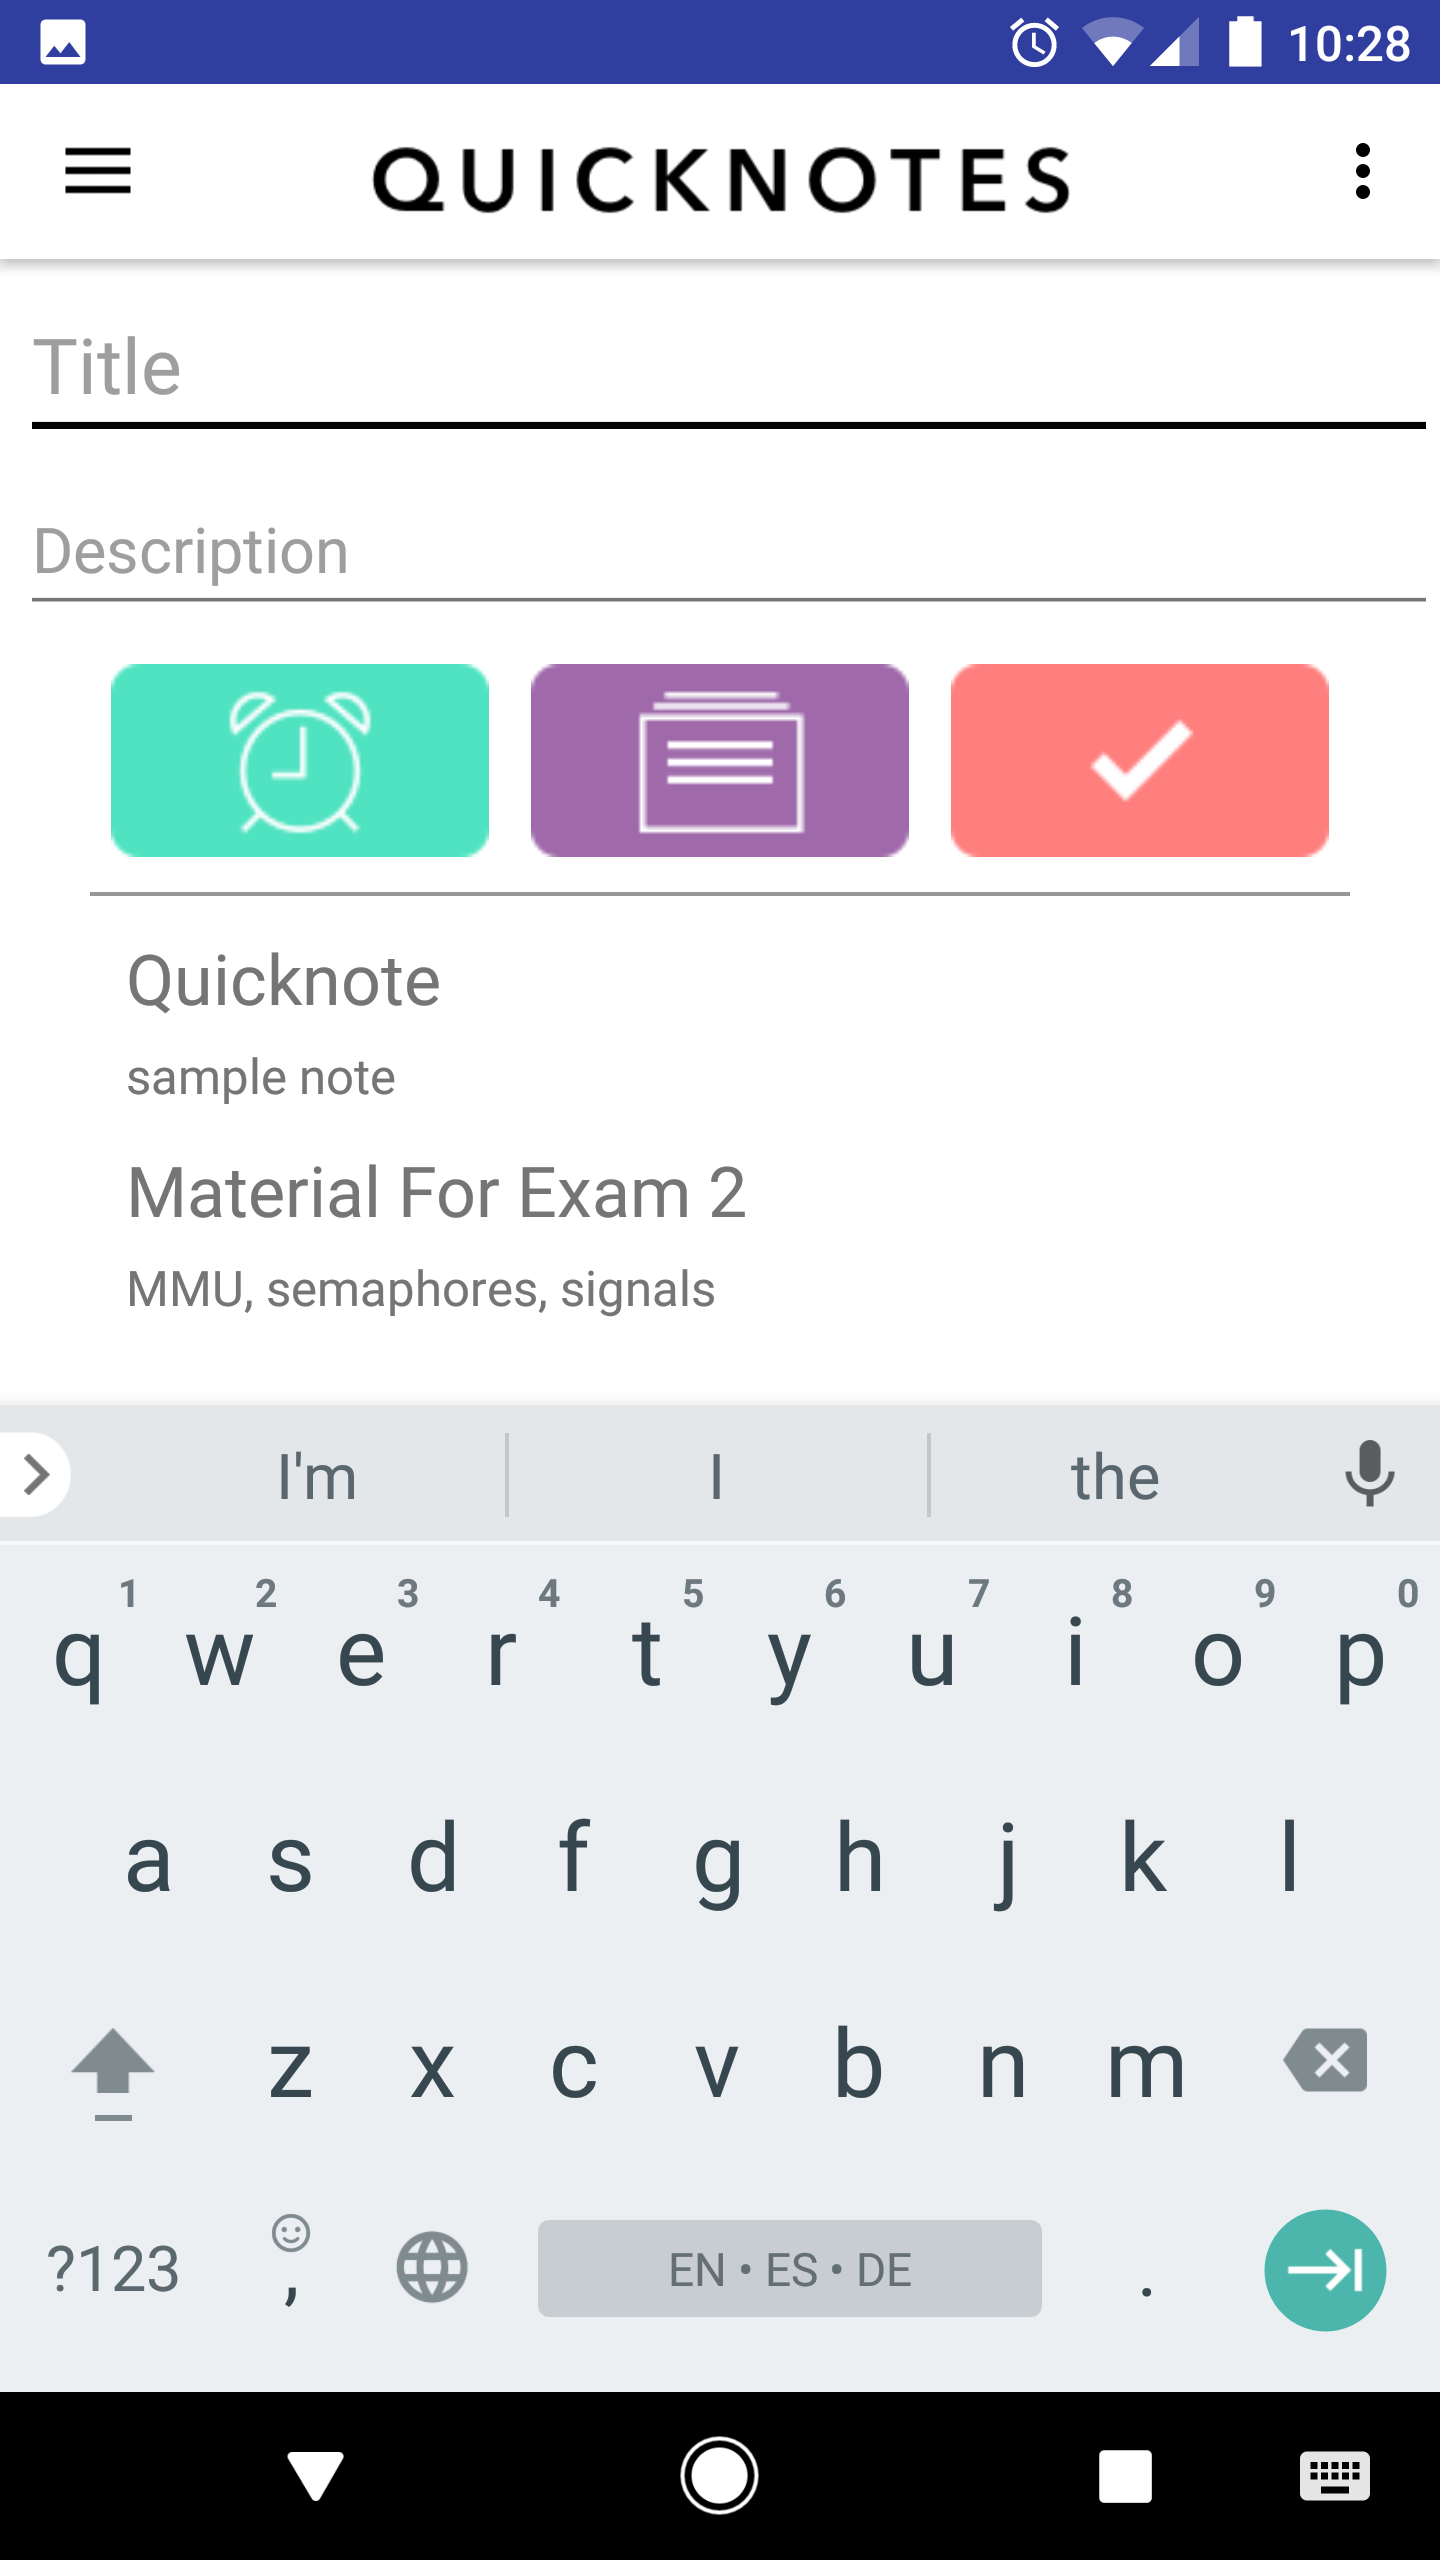 10:28
QUICKNOTES
Title
Description
Quicknote
sample note
Material For Exam 2
MMU, semaphores, signals
I'm I the
1 2 3 4 5 6 7 8 9 0
q w e r t y u i o p
a s d f g h j k l
z x c v b n m
?123 , EN • ES • DE .